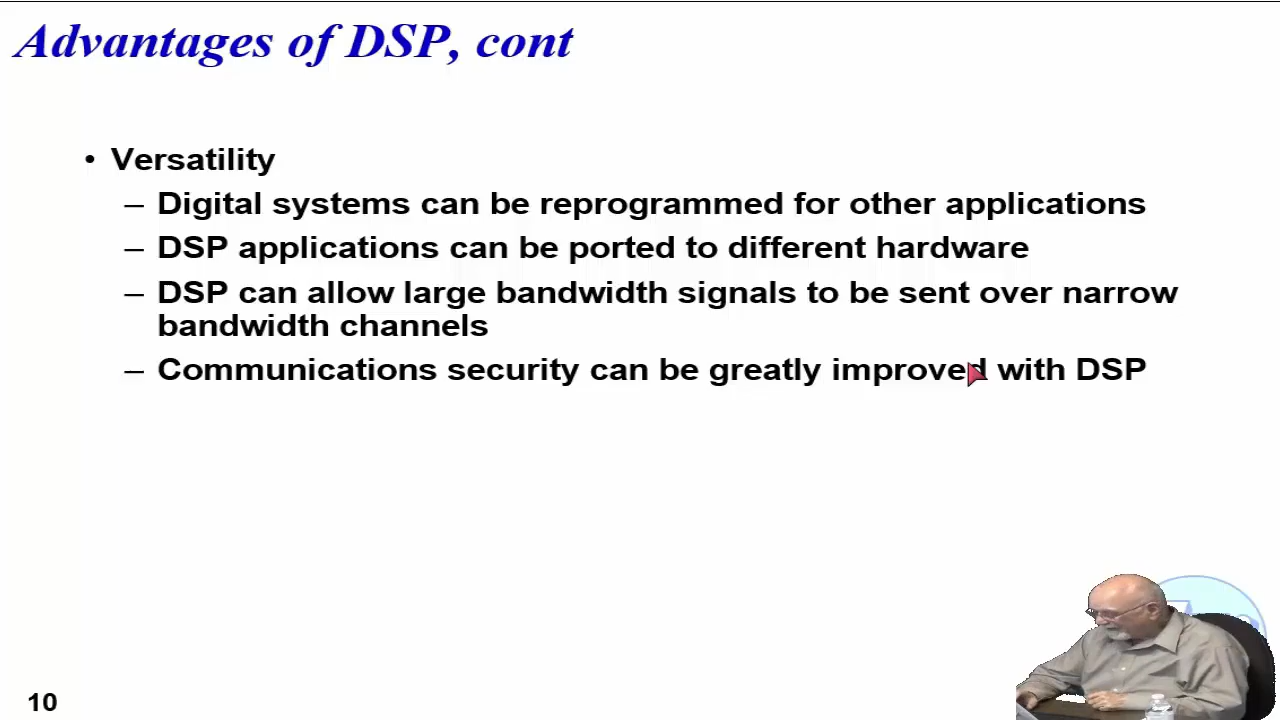 Advantages of DSP, cont
• Versatility
– Digital systems can be reprogrammed for other applications
– DSP applications can be ported to different hardware
– DSP can allow large bandwidth signals to be sent over narrow
bandwidth channels
– Communications security can be greatly improved with DSP
10